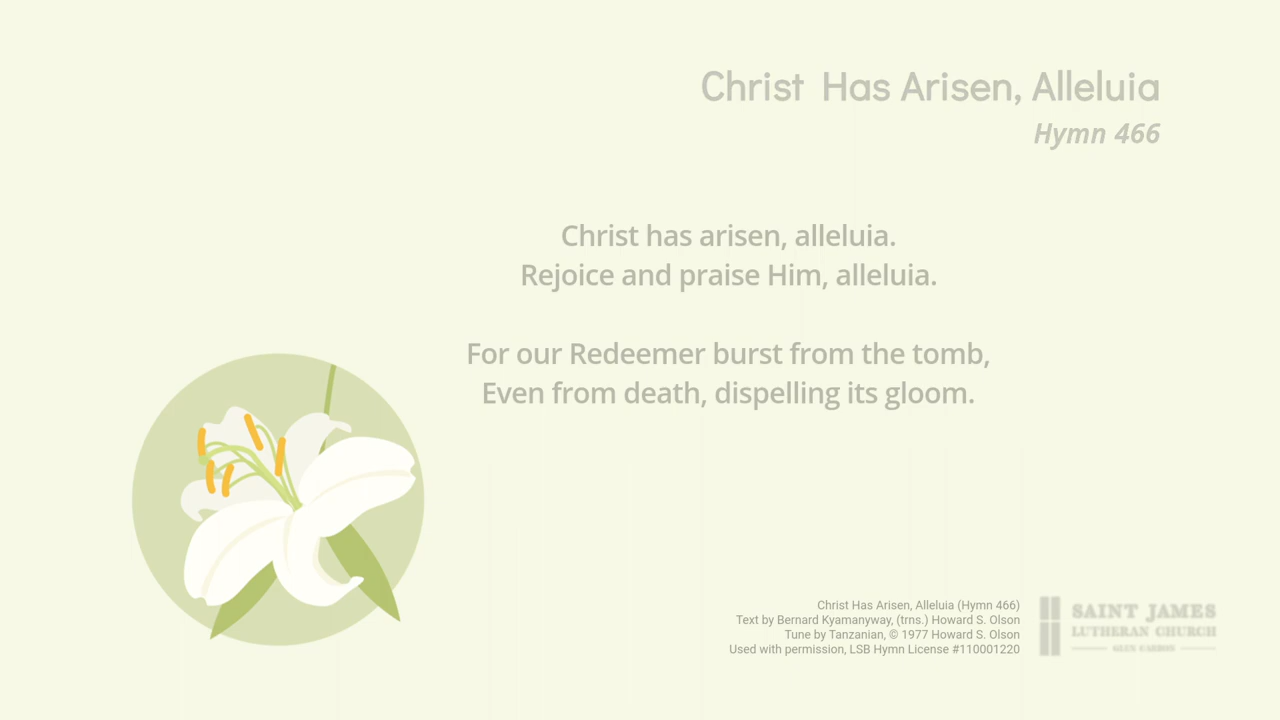 Christ Has Arisen, Alleluia
Hymn 466
Christ has arisen, alleluia.
Rejoice and praise Him, alleluia.
For our Redeemer burst from the tomb,
Even from death, dispelling its gloom.
Christ Has Arisen, Alleluia (Hymn 466)
Text by Bernard Kyamanyway, (trns.) Howard S. Olson
Tune by Tanzanian, © 1977 Howard S. Olson
Used with permission, LSB Hymn License #110001220
SAINT JAMES
LUTHERAN CHURCH
GLEN CARBON